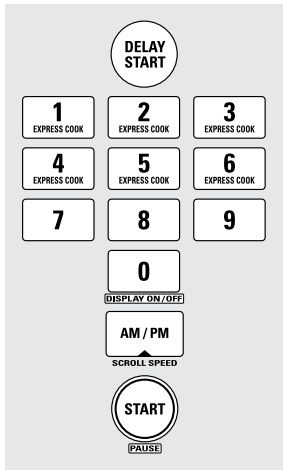 DELAY
START
1 2 3
EXPRESS COOK EXPRESS COOK EXPRESS COOK
4 5 6
EXPRESS COOK EXPRESS COOK EXPRESS COOK
7 8 9
0
DISPLAY ON/OFF
AM / PM
SCROLL SPEED
START
PAUSE